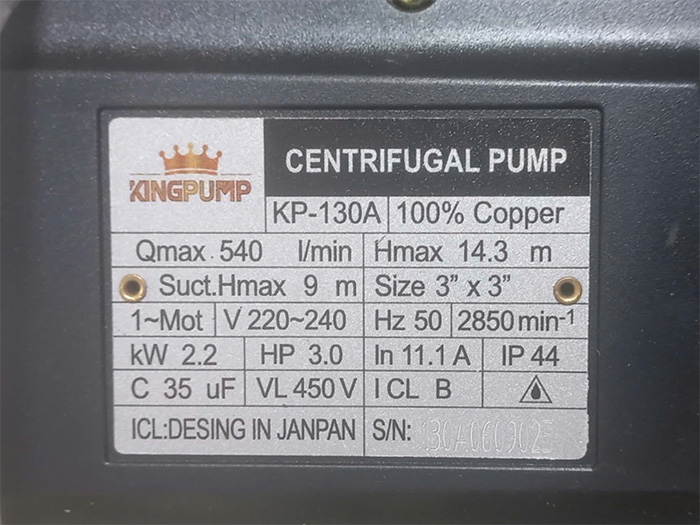 KINGPUMP
CENTRIFUGAL PUMP
KP-130A 100% Copper
Qmax 540 l/min Hmax 14.3 m
Suct.Hmax 9 m Size 3" x 3"
1~Mot V 220~240 Hz 50 2850min-1
kW 2.2 HP 3.0 In 11.1 A IP 44
C 35 uF VL 450 V I CL B
ICL:DESING IN JANPAN S/N: